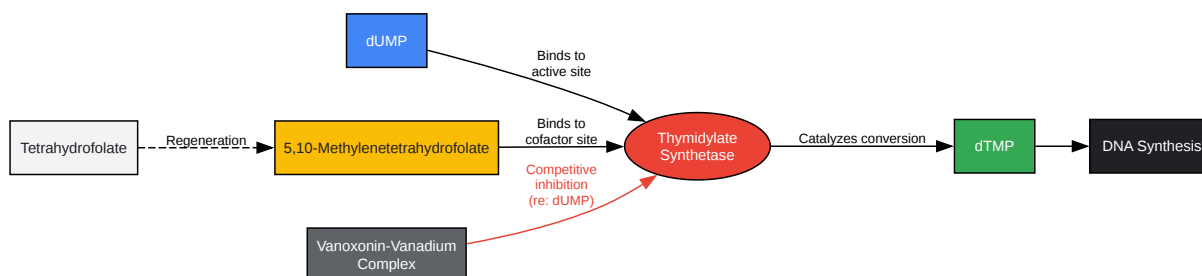 dUMP
Binds to
active site
Tetrahydrofolate
Regeneration
5,10-Methylenetetrahydrofolate
Binds to
cofactor site
Thymidylate
Synthetase
Catalyzes conversion
dTMP
DNA Synthesis
Competitive
inhibition
(re: dUMP)
Vanoxonin-Vanadium
Complex